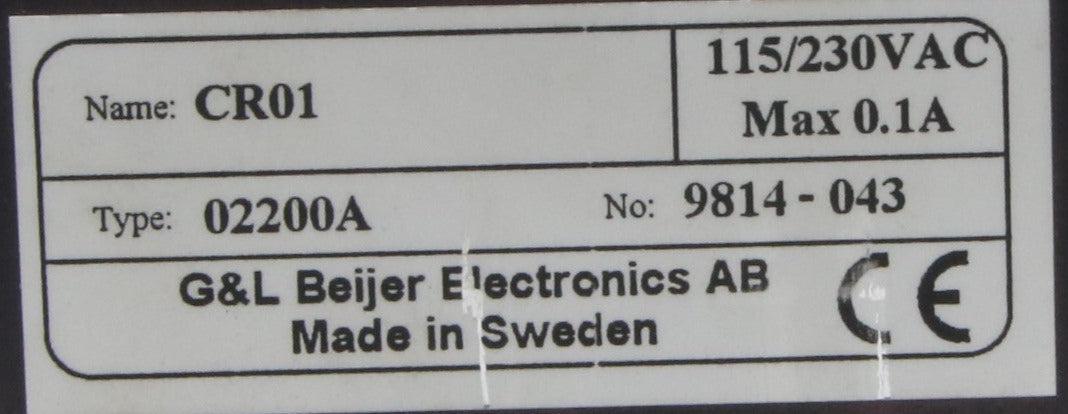 Name: CR01
115/230VAC
Max 0.1A
Type: 02200A No: 9814 - 043
G&L Beijer Electronics AB
Made in Sweden
CE